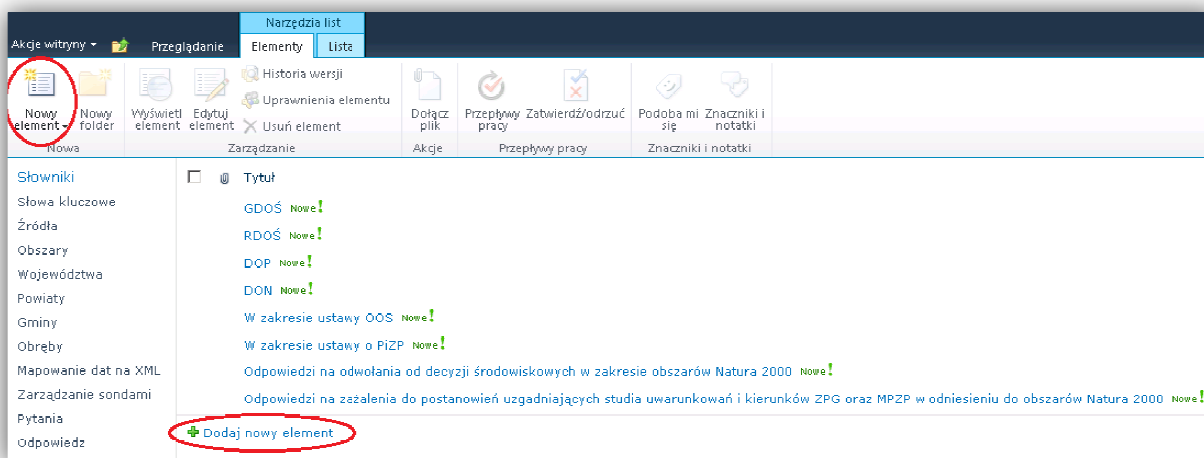 Narzędzia list
Akcje witryny Przeglądanie Elementy Lista
Nowy element
Nowy folder
Wyświetl element
Edytuj element
Historia wersji
Uprawnienia elementu
Usuń element
Dołącz plik
Przepływy pracy
Zatwierdź/odrzuć
Podoba mi się
Znaczniki i notatki
Nowa Zarządzanie Akcje Przepływy pracy Znaczniki i notatki
Słowniki
Słowa kluczowe
Źródła
Obszary
Województwa
Powiaty
Gminy
Obręby
Mapowanie dat na XML
Zarządzanie sondami
Pytania
Odpowiedz
Tytuł
GDOŚ Nowe!
RDOŚ Nowe!
DOP Nowe!
DON Nowe!
W zakresie ustawy OOS Nowe!
W zakresie ustawy o PiZP Nowe!
Odpowiedzi na odwołania od decyzji środowiskowych w zakresie obszarów Natura 2000 Nowe!
Odpowiedzi na zażalenia do postanowień uzgadniających studia uwarunkowań i kierunków ZPG oraz MPZP w odniesieniu do obszarów Natura 2000 Nowe!
Dodaj nowy element